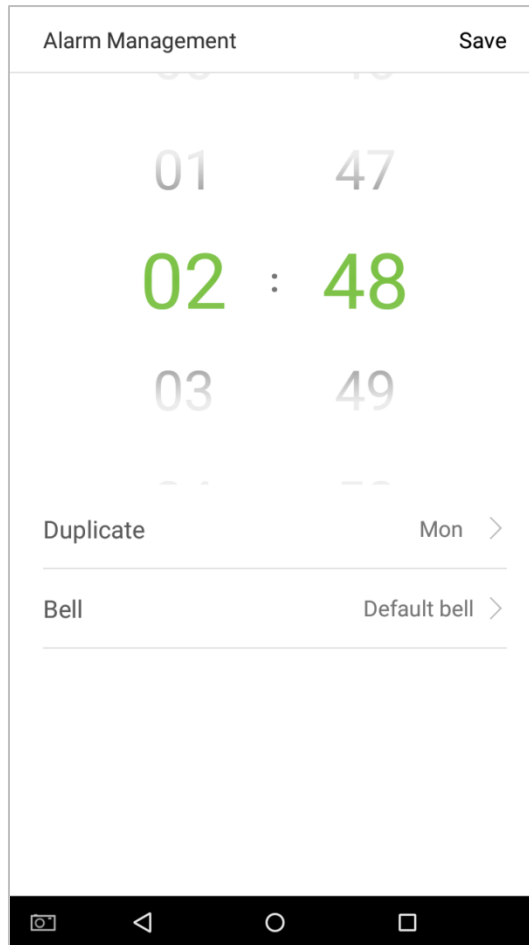 Alarm Management Save
01 47
02 : 48
03 49
Duplicate Mon
Bell Default bell